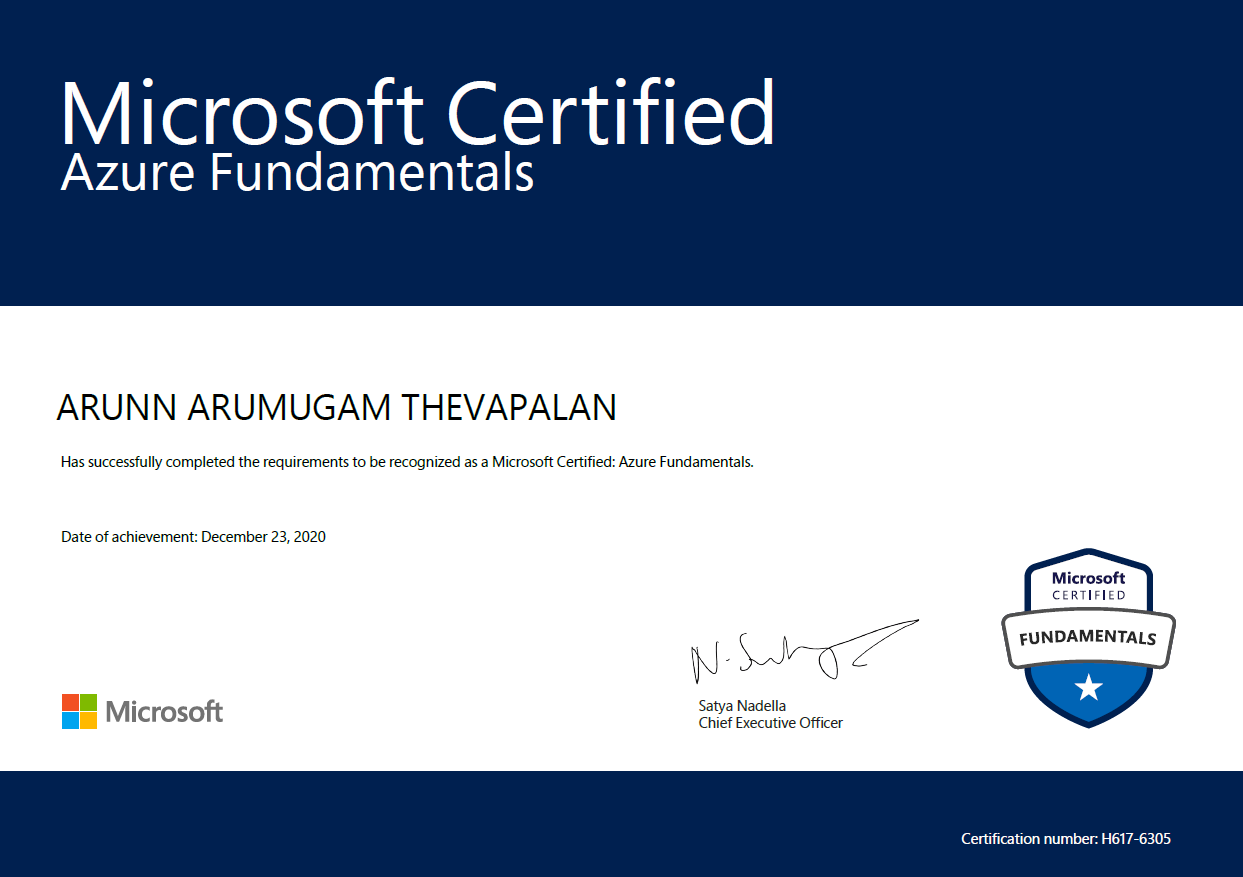 Microsoft Certified
Azure Fundamentals
ARUNN ARUMUGAM THEVAPALAN
Has successfully completed the requirements to be recognized as a Microsoft Certified: Azure Fundamentals.
Date of achievement: December 23, 2020
Microsoft
CERTIFIED
FUNDAMENTALS
Satya Nadella
Chief Executive Officer
Microsoft
Certification number: H617-6305